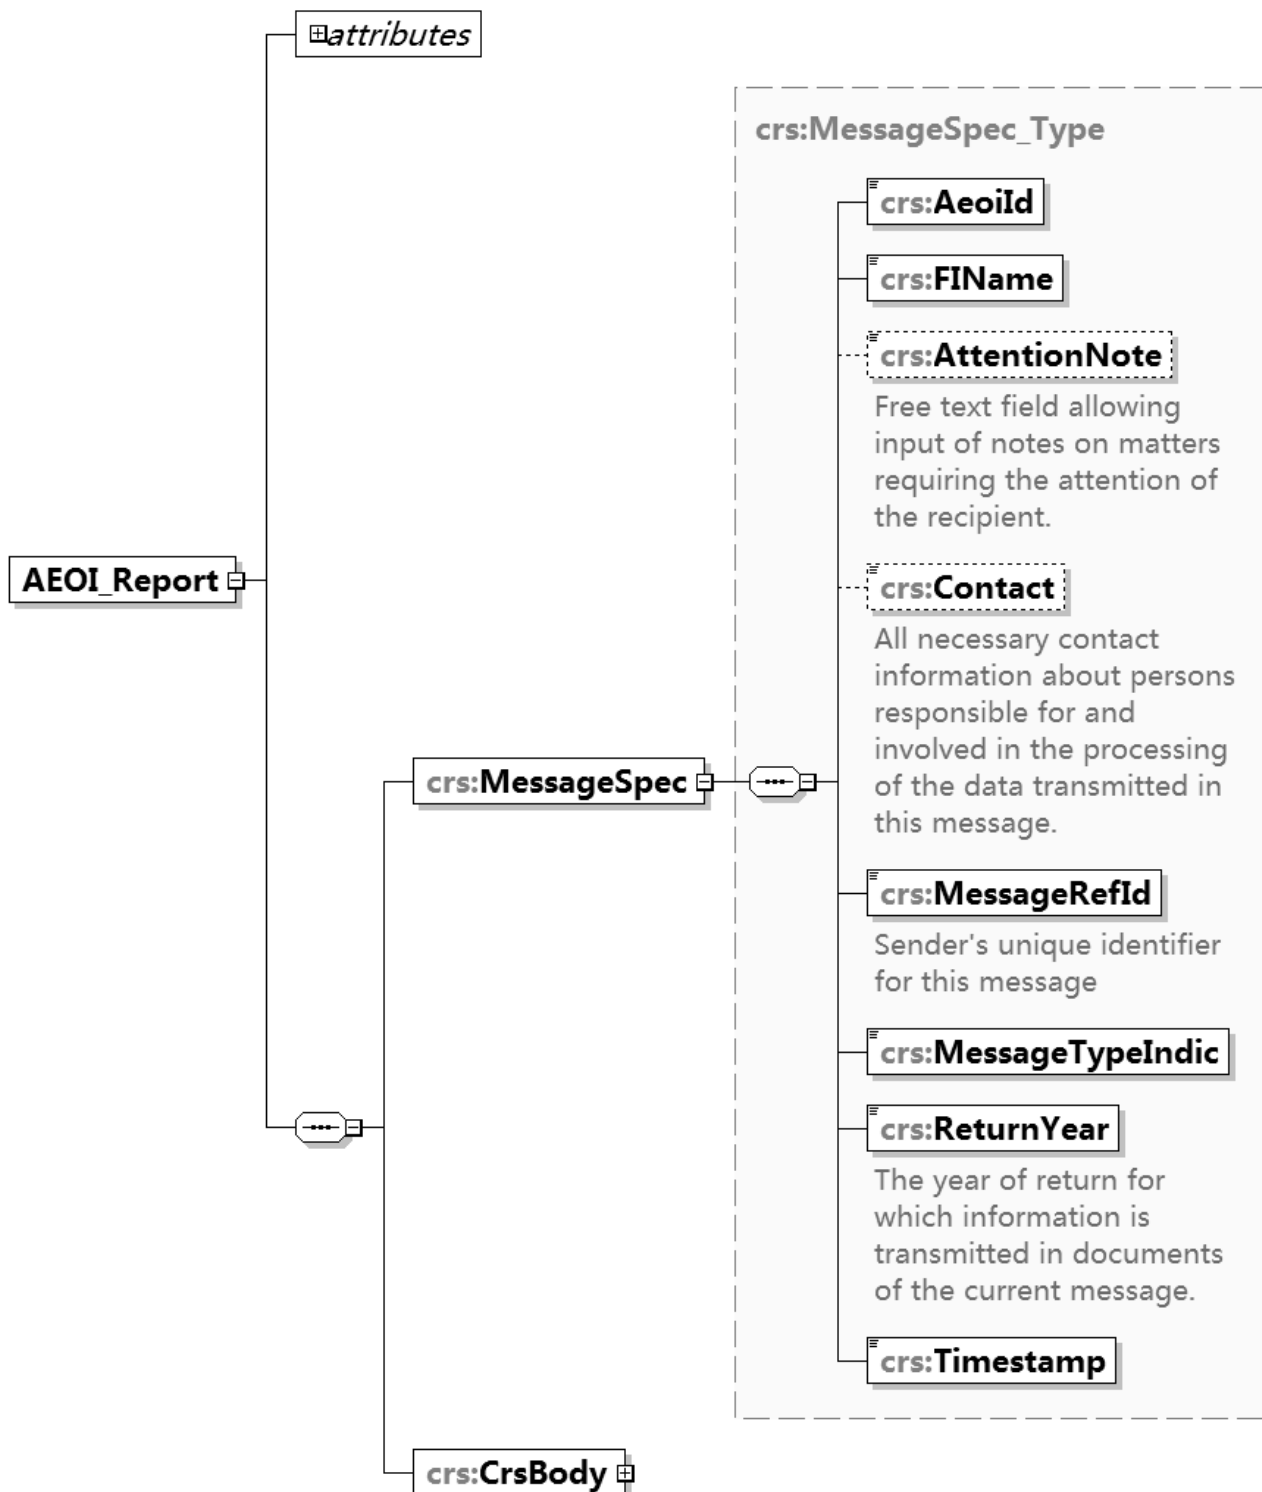 attributes
crs:MessageSpec_Type
crs:AeoiId
crs:FIName
crs:AttentionNote
Free text field allowing
input of notes on matters
requiring the attention of
the recipient.
AEOI_Report
crs:Contact
All necessary contact
information about persons
responsible for and
involved in the processing
of the data transmitted in
this message.
crs:MessageSpec
crs:MessageRefId
Sender's unique identifier
for this message
crs:MessageTypeIndic
crs:ReturnYear
The year of return for
which information is
transmitted in documents
of the current message.
crs:Timestamp
crs:CrsBody